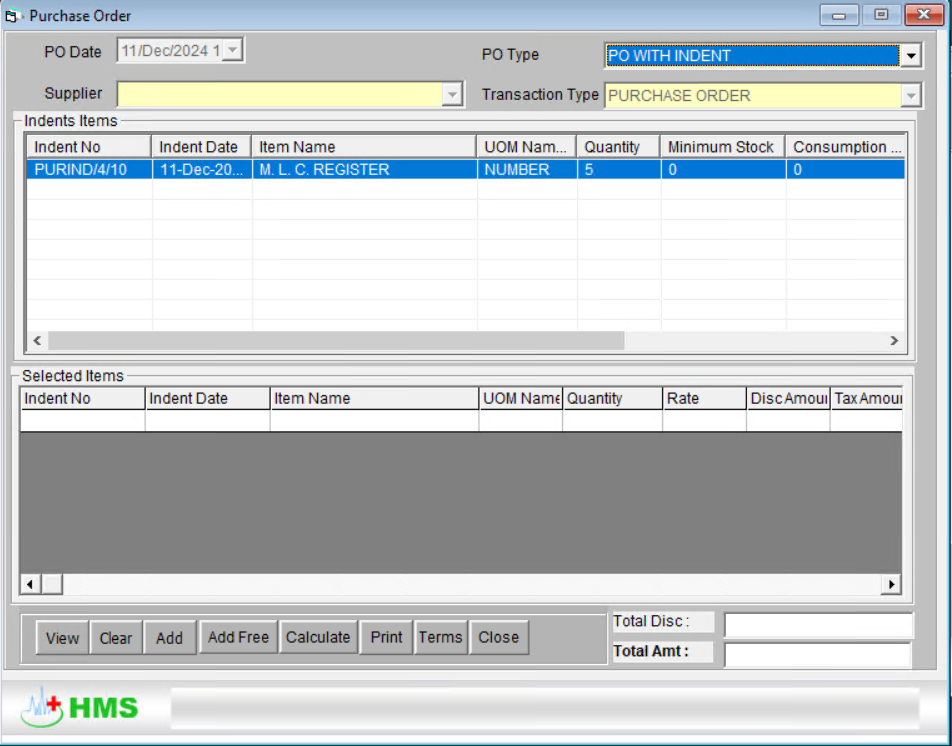 Purchase Order
PO Date 11/Dec/2024 1 PO Type PO WITH INDENT
Supplier Transaction Type PURCHASE ORDER
Indents Items
Indent No Indent Date Item Name UOM Nam... Quantity Minimum Stock Consumption ...
PURIND/4/10 11-Dec-20... M. L. C. REGISTER NUMBER 5 0 0
Selected Items
Indent No Indent Date Item Name UOM Name Quantity Rate Disc Amour Tax Amour
View Clear Add Add Free Calculate Print Terms Close
Total Disc :
Total Amt :
HMS